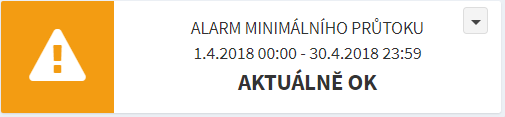 ALARM MINIMÁLNÍHO PRŮTOKU
1.4.2018 00:00 - 30.4.2018 23:59
AKTUÁLNĚ OK